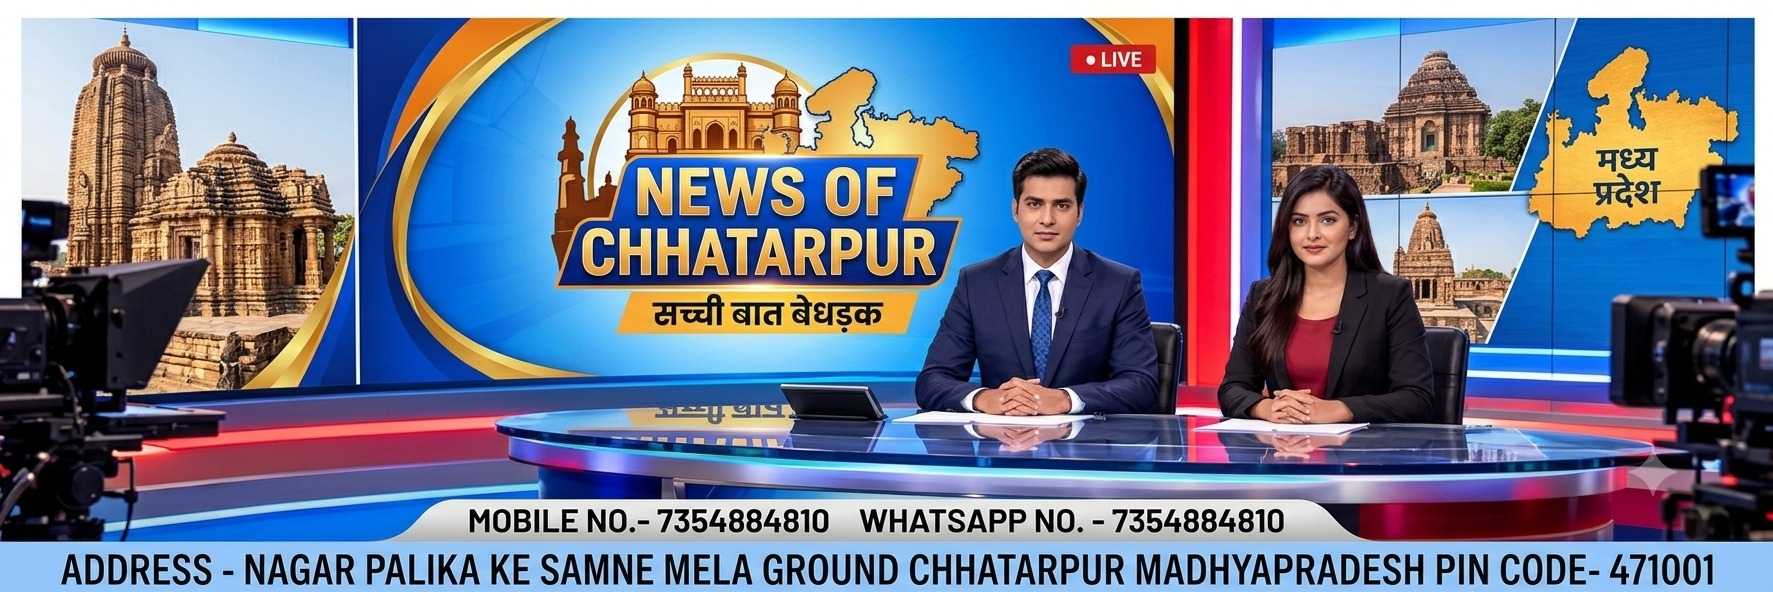 LIVE
NEWS OF
CHHATARPUR
सच्ची बात बेधड़क
मध्य
प्रदेश
MOBILE NO.- 7354884810 WHATSAPP NO. - 7354884810
ADDRESS - NAGAR PALIKA KE SAMNE MELA GROUND CHHATARPUR MADHYAPRADESH PIN CODE- 471001